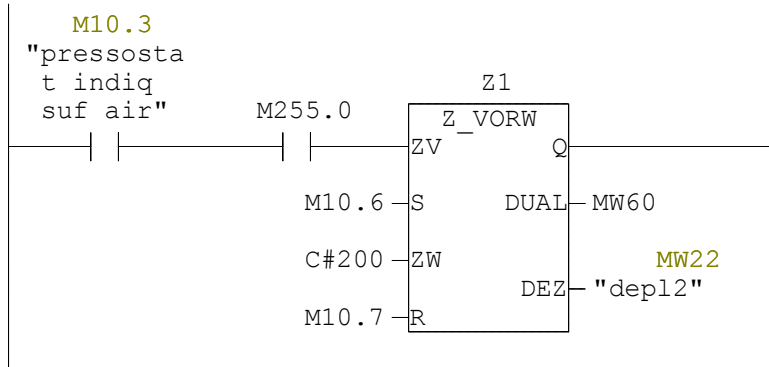 M10.3
"pressosta
t indiq
suf air"
M255.0
Z1
Z_VORW
ZV
Q
M10.6
S
DUAL
MW60
C#200
ZW
MW22
DEZ
"depl2"
M10.7
R